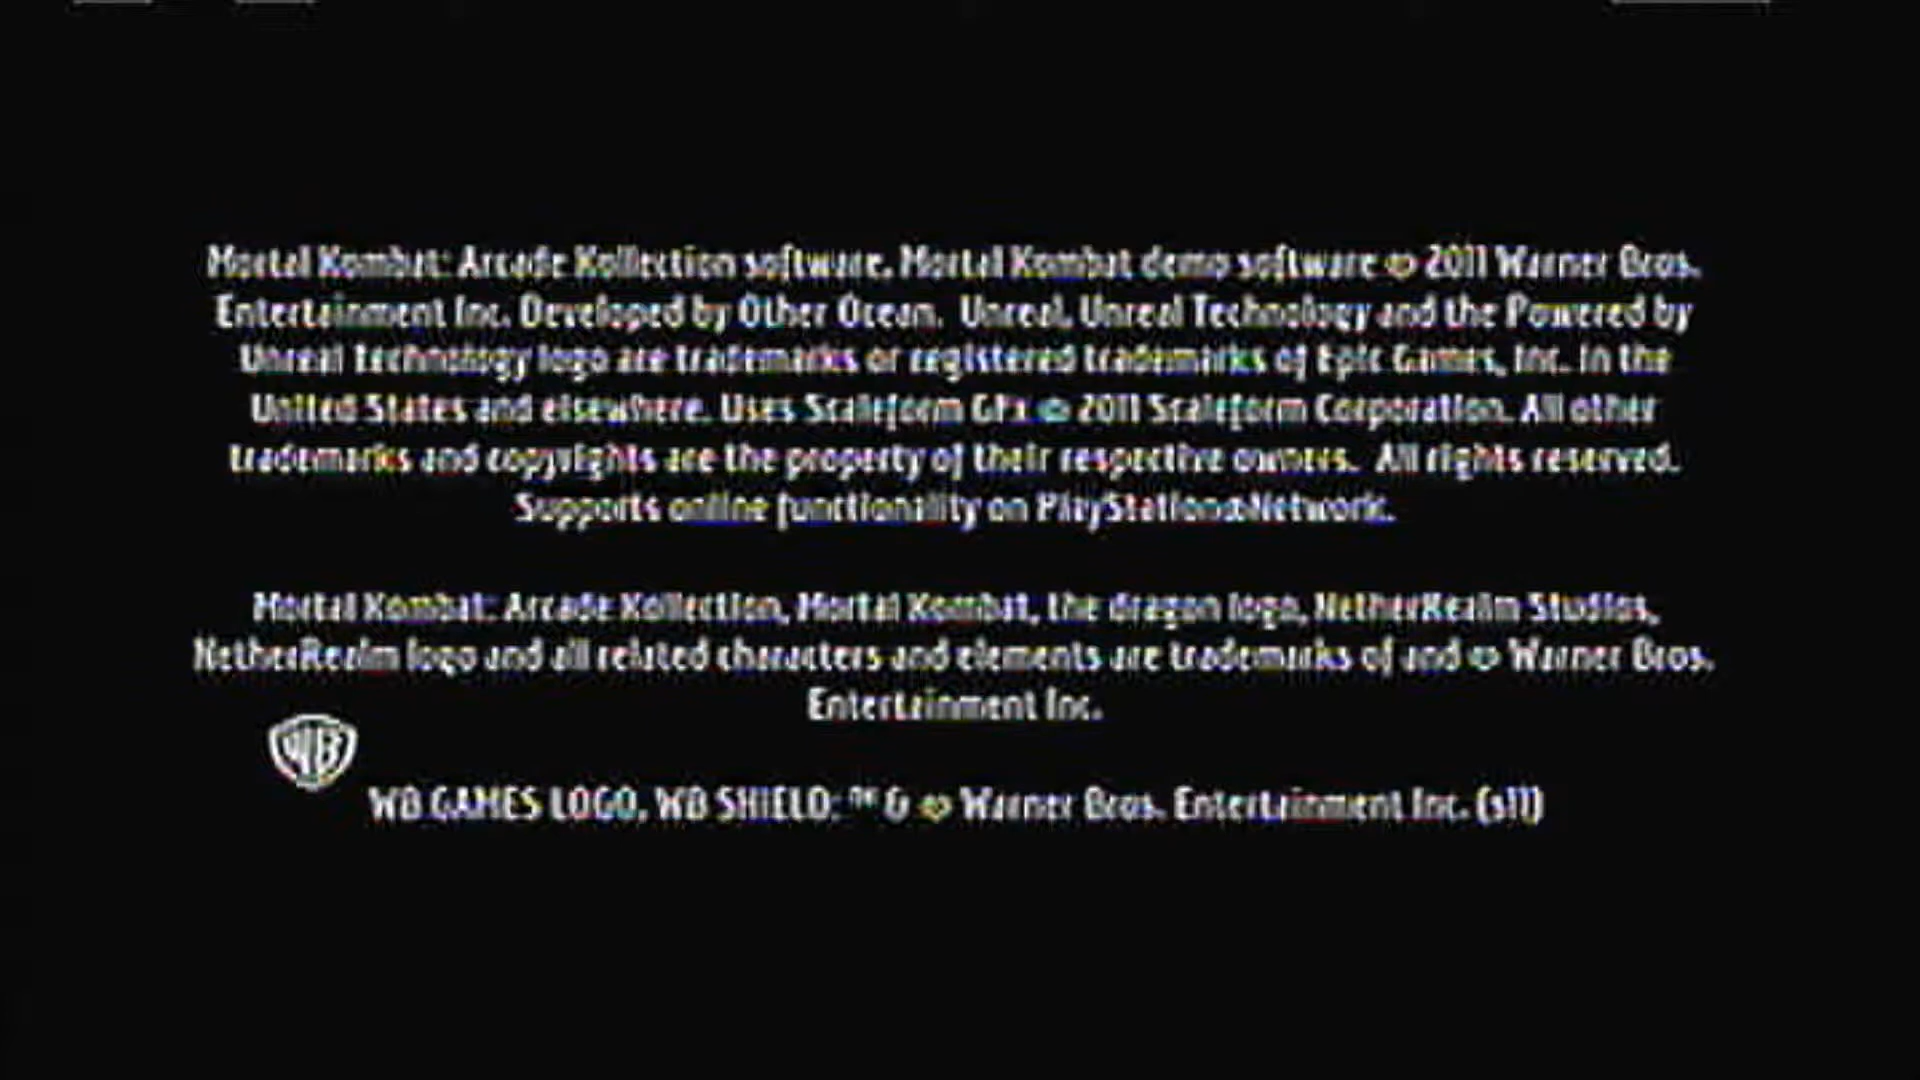 Mortal Kombat: Arcade Kollection software, Mortal Kombat demo software © 2011 Warner Bros.
Entertainment Inc. Developed by Other Ocean.  Unreal, Unreal Technology and the Powered by
Unreal Technology logo are trademarks or registered trademarks of Epic Games, Inc. in the
United States and elsewhere. Uses Scaleform GFx © 2011 Scaleform Corporation. All other
trademarks and copyrights are the property of their respective owners.  All rights reserved.
Supports online functionality on PlayStation®Network.
Mortal Kombat: Arcade Kollection, Mortal Kombat, the dragon logo, NetherRealm Studios,
NetherRealm logo and all related characters and elements are trademarks of and © Warner Bros.
Entertainment Inc.
WB
WB GAMES LOGO, WB SHIELD: ™ & © Warner Bros. Entertainment Inc. (s11)